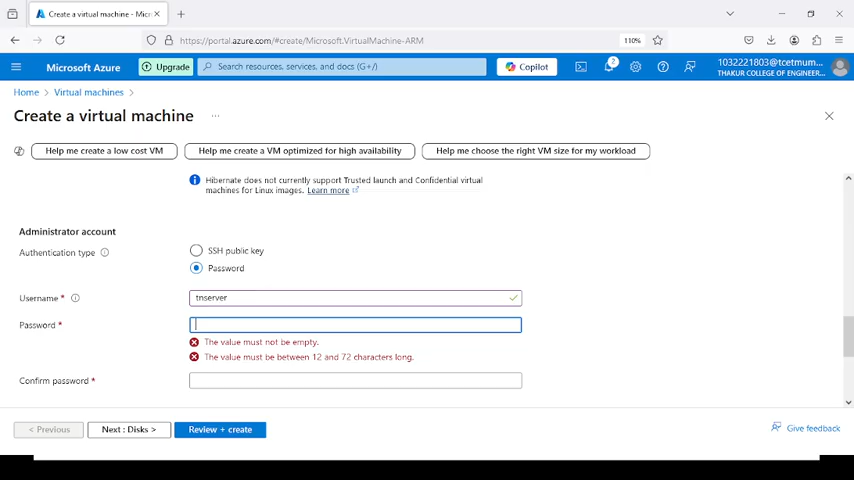 Create a virtual machine - Micr
https://portal.azure.com/#create/Microsoft.VirtualMachine-ARM
110%
Microsoft Azure
Upgrade
Search resources, services, and docs (G+/)
Copilot
2
1032221803@tcetmum...
THAKUR COLLEGE OF ENGINEER...
Home > Virtual machines >
Create a virtual machine ...
Help me create a low cost VM
Help me create a VM optimized for high availability
Help me choose the right VM size for my workload
Hibernate does not currently support Trusted launch and Confidential virtual
machines for Linux images. Learn more
Administrator account
Authentication type
SSH public key
Password
Username *
tnserver
Password *
The value must not be empty.
The value must be between 12 and 72 characters long.
Confirm password *
< Previous
Next : Disks >
Review + create
Give feedback